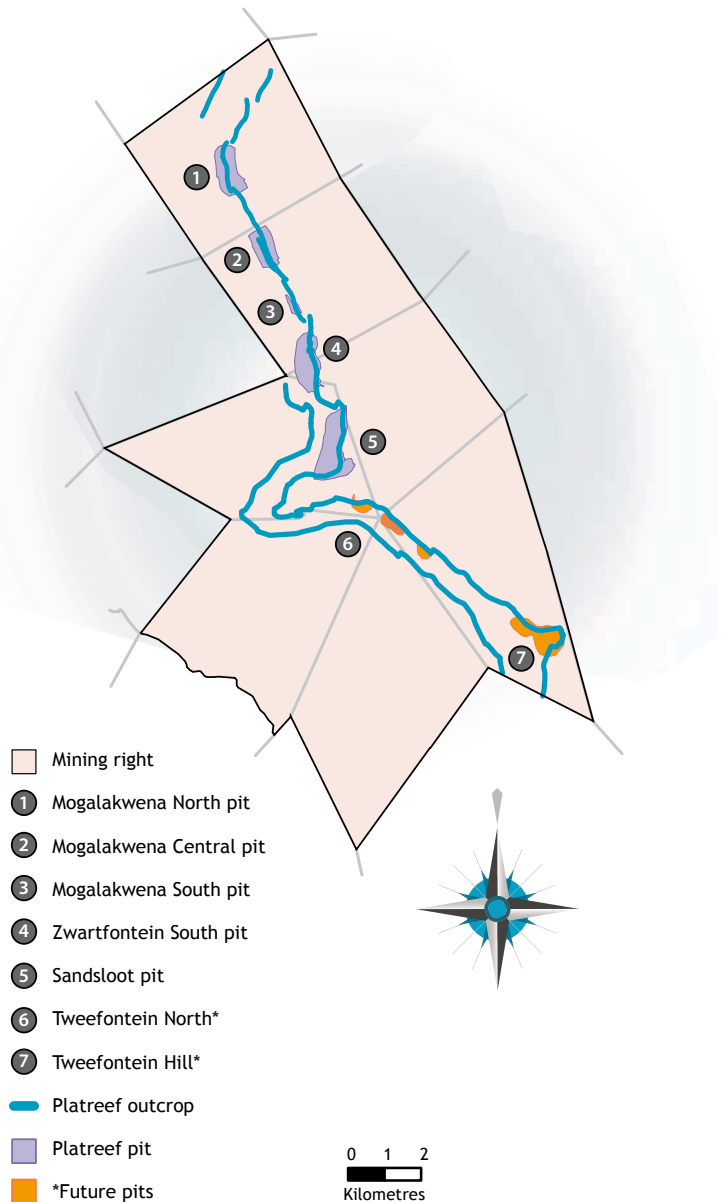 1
2
3
4
5
6
7
Mining right
1 Mogalakwena North pit
2 Mogalakwena Central pit
3 Mogalakwena South pit
4 Zwartfontein South pit
5 Sandsloot pit
6 Tweefontein North*
7 Tweefontein Hill*
Platreef outcrop
Platreef pit
*Future pits
0 1 2
Kilometres